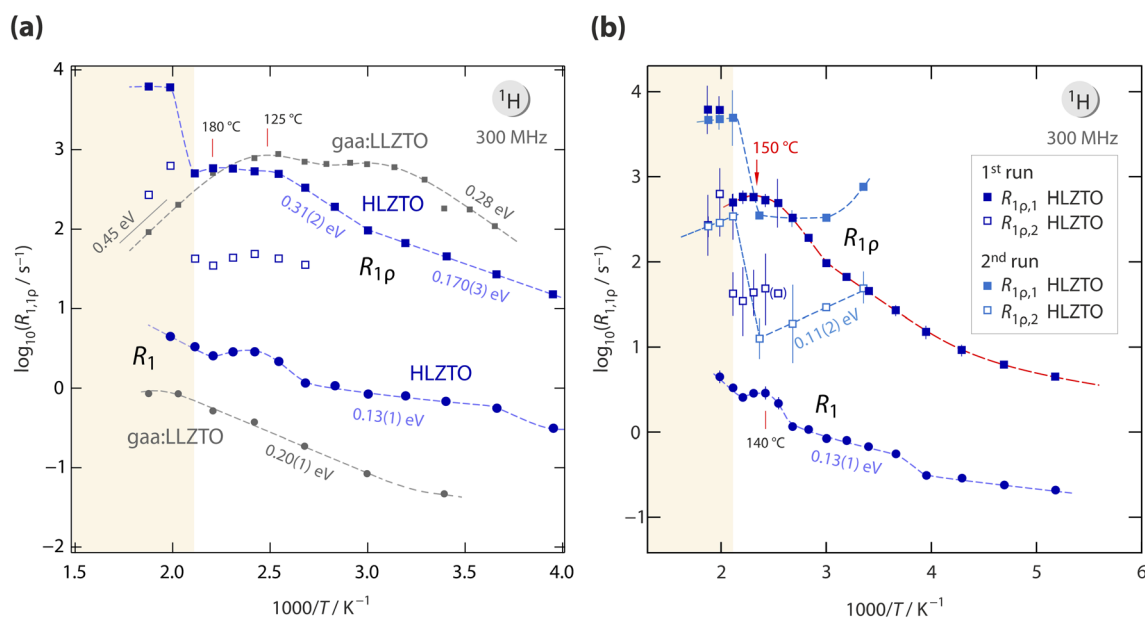 (a)
4
3
2
1
0
−1
−2
log₁₀(R₁,₁ρ / s⁻¹)
1.5
2.0
2.5
3.0
3.5
4.0
1000/T / K⁻¹
¹H
300 MHz
180 °C
125 °C
gaa:LLZTO
HLZTO
0.45 eV
0.31(2) eV
0.28
R₁ρ
0.170(3) eV
R₁
HLZTO
0.13(1) eV
gaa:LLZTO
0.20(1) eV
(b)
4
3
2
1
0
−1
log₁₀(R₁,₁ρ / s⁻¹)
2
3
4
5
6
1000/T / K⁻¹
¹H
300 MHz
150 °C
1ˢᵗ run
R₁ρ,₁ HLZTO
R₁ρ,₂ HLZTO
2ⁿᵈ run
R₁ρ,₁ HLZTO
R₁ρ,₂ HLZTO
R₁ρ
( )
0.11(2) eV
R₁
140 °C
0.13(1) eV